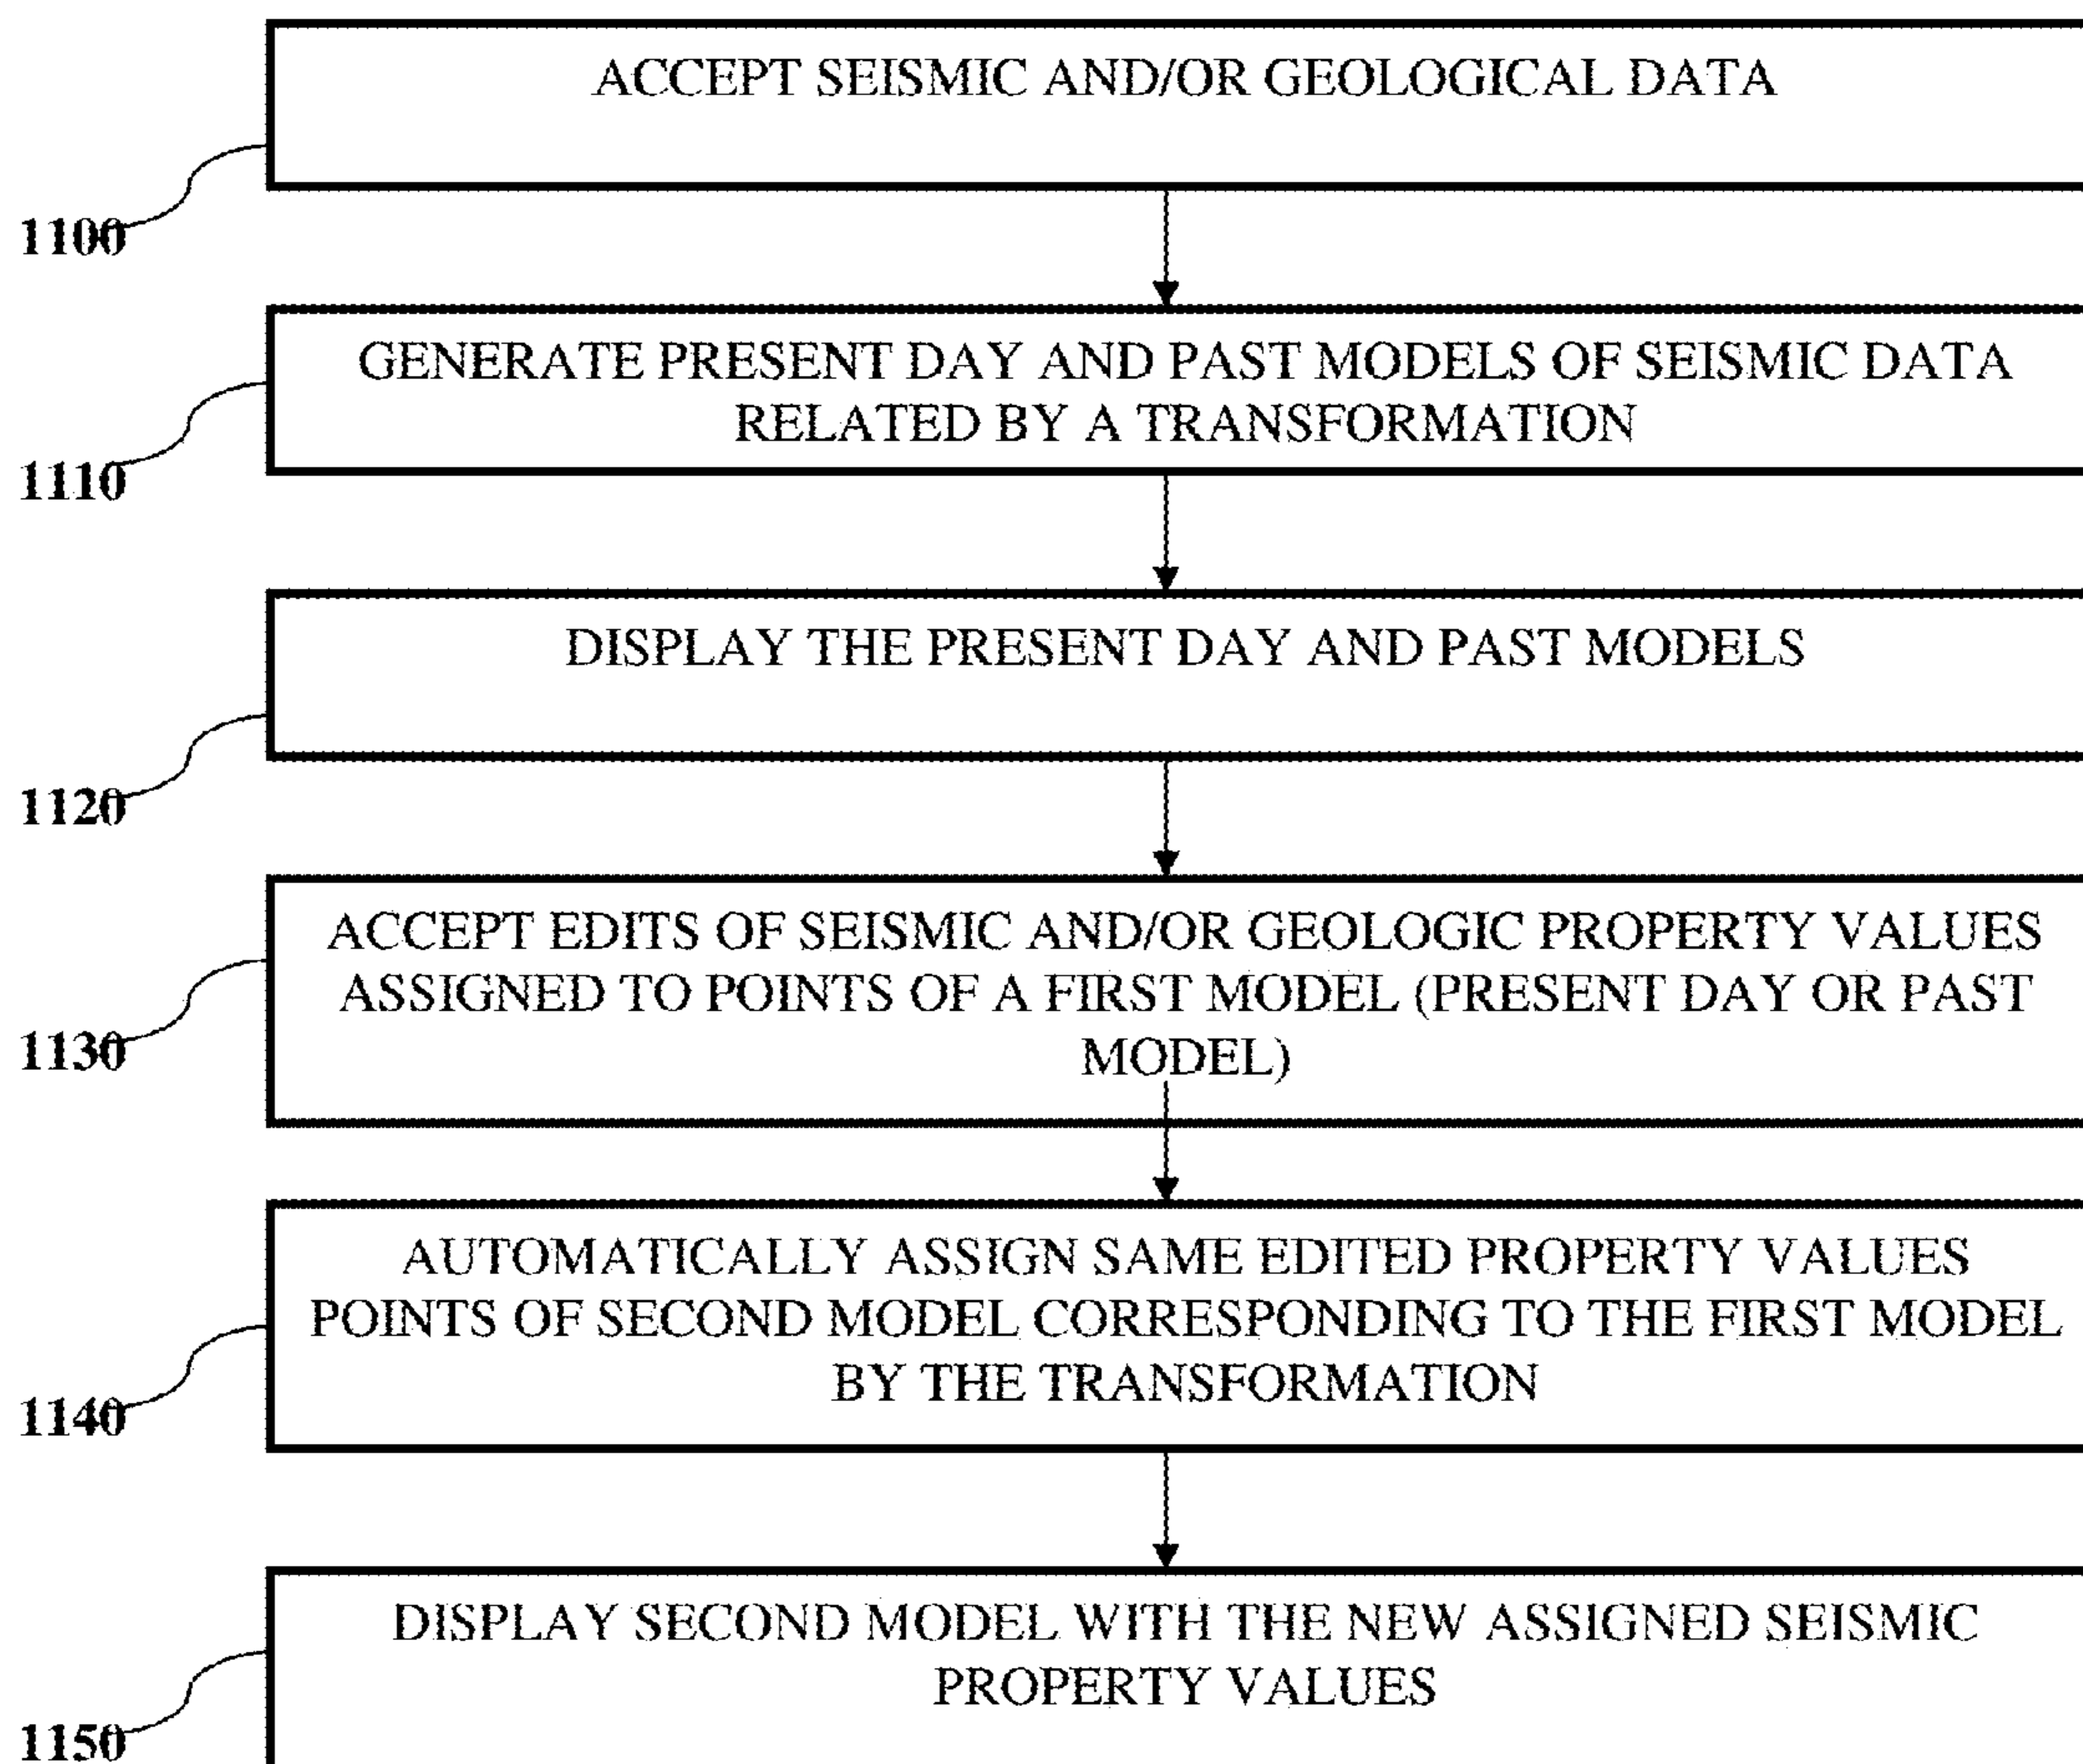 ACCEPT SEISMIC AND/OR GEOLOGICAL DATA
1100
GENERATE PRESENT DAY AND PAST MODELS OF SEISMIC DATA
RELATED BY A TRANSFORMATION
1110
DISPLAY THE PRESENT DAY AND PAST MODELS
1120
ACCEPT EDITS OF SEISMIC AND/OR GEOLOGIC PROPERTY VALUES
ASSIGNED TO POINTS OF A FIRST MODEL (PRESENT DAY OR PAST
MODEL)
1130
AUTOMATICALLY ASSIGN SAME EDITED PROPERTY VALUES
POINTS OF SECOND MODEL CORRESPONDING TO THE FIRST MODEL
BY THE TRANSFORMATION
1140
DISPLAY SECOND MODEL WITH THE NEW ASSIGNED SEISMIC
PROPERTY VALUES
1150